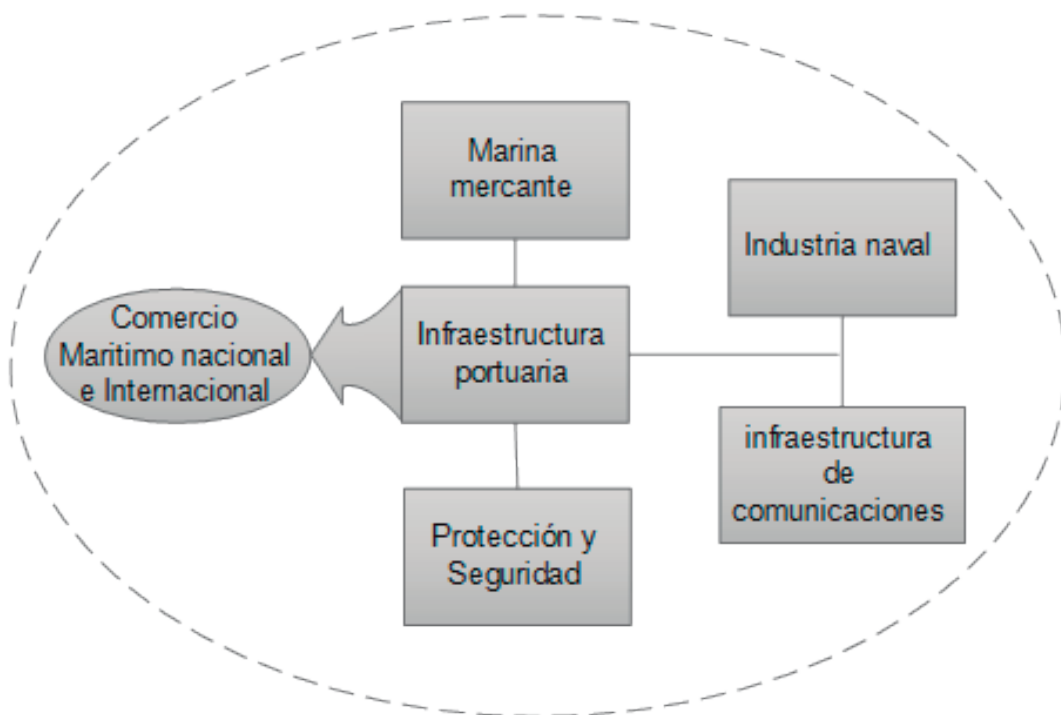 Marina
mercante
Industria naval
Comercio
Maritimo nacional
e Internacional
Infraestructura
portuaria
infraestructura
de
comunicaciones
Protección y
Seguridad